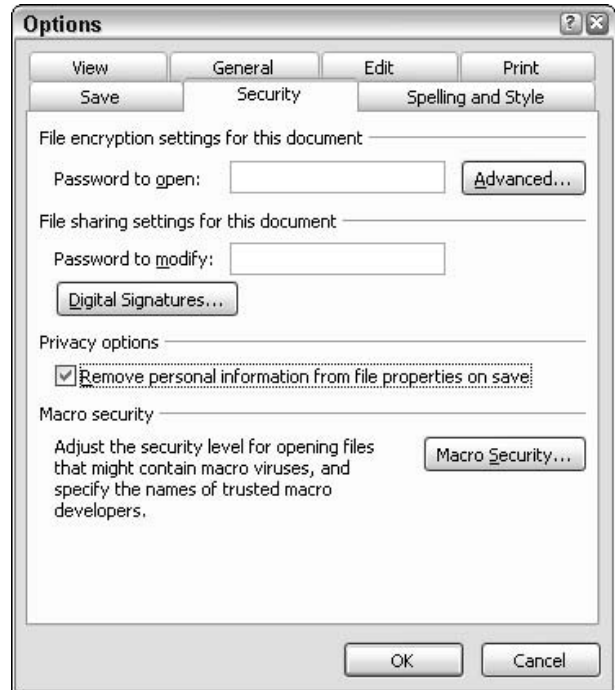 Options
View General Edit Print
Save Security Spelling and Style
File encryption settings for this document
Password to open: Advanced...
File sharing settings for this document
Password to modify:
Digital Signatures...
Privacy options
Remove personal information from file properties on save
Macro security
Adjust the security level for opening files
that might contain macro viruses, and
specify the names of trusted macro
developers.
Macro Security...
OK Cancel